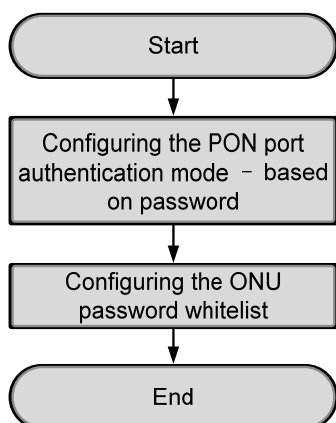 Start
Configuring the PON port
authentication mode – based
on password
Configuring the ONU
password whitelist
End